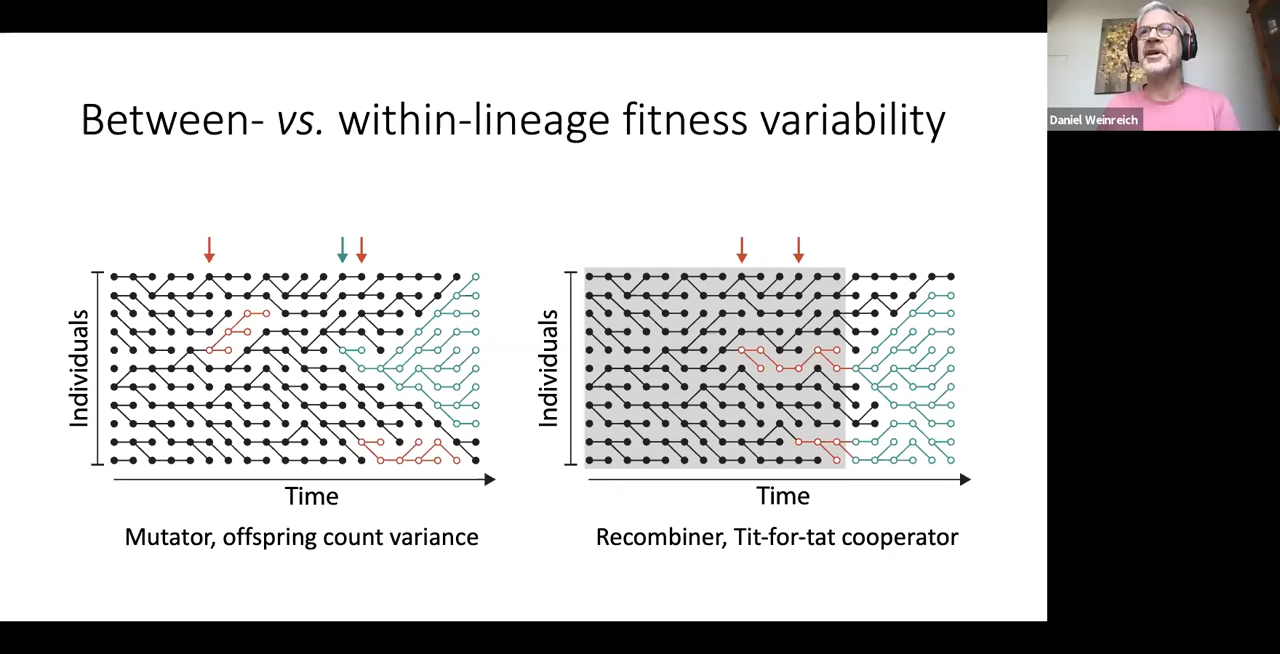 Between- vs. within-lineage fitness variability
Daniel Weinreich
Individuals
Time
Mutator, offspring count variance
Individuals
Time
Recombiner, Tit-for-tat cooperator